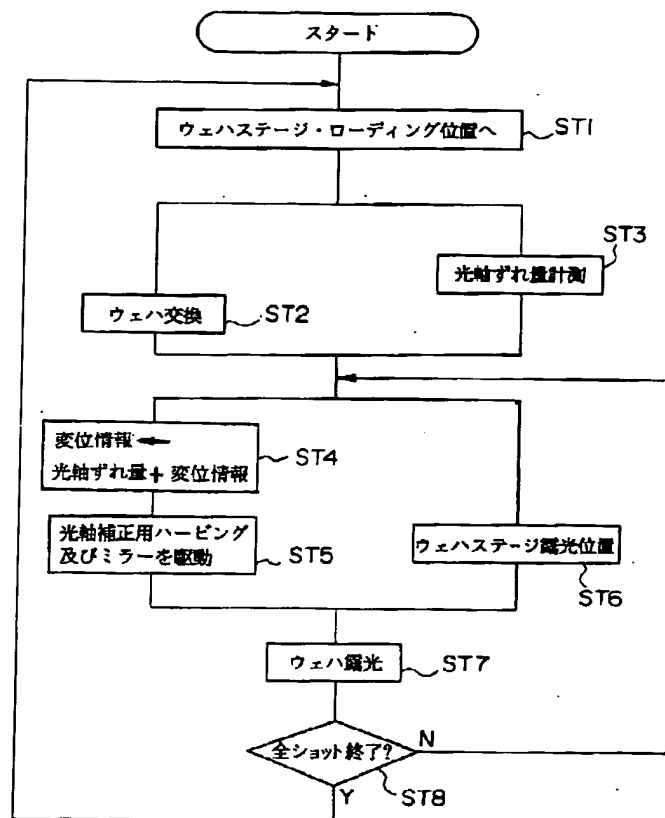 スタート
ウェハステージ・ローディング位置へ
ST1
ST3
光軸ずれ量計測
ウェハ交換
ST2
変位情報←
光軸ずれ量+変位情報
ST4
光軸補正用ハービング
及びミラーを駆動
ST5
ウェハステージ露光位置
ST6
ウェハ露光
ST7
全ショット終了?
N
Y
ST8